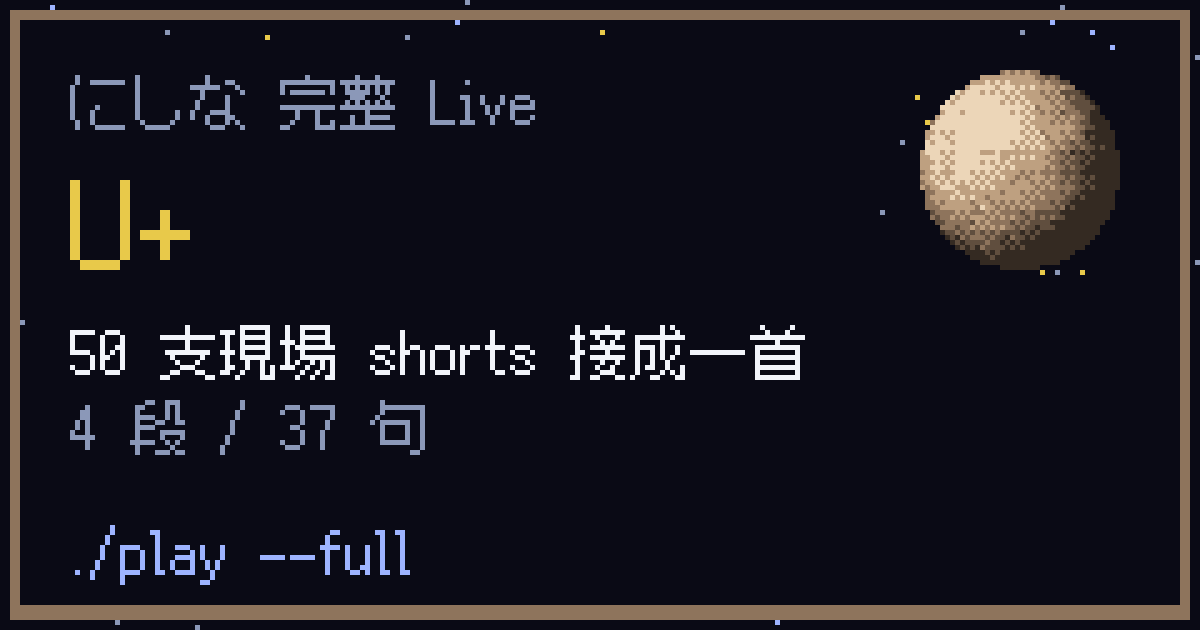 にしな 完整 Live
U+
50 支現場 shorts 接成一首
4 段 / 37 句
./play --full